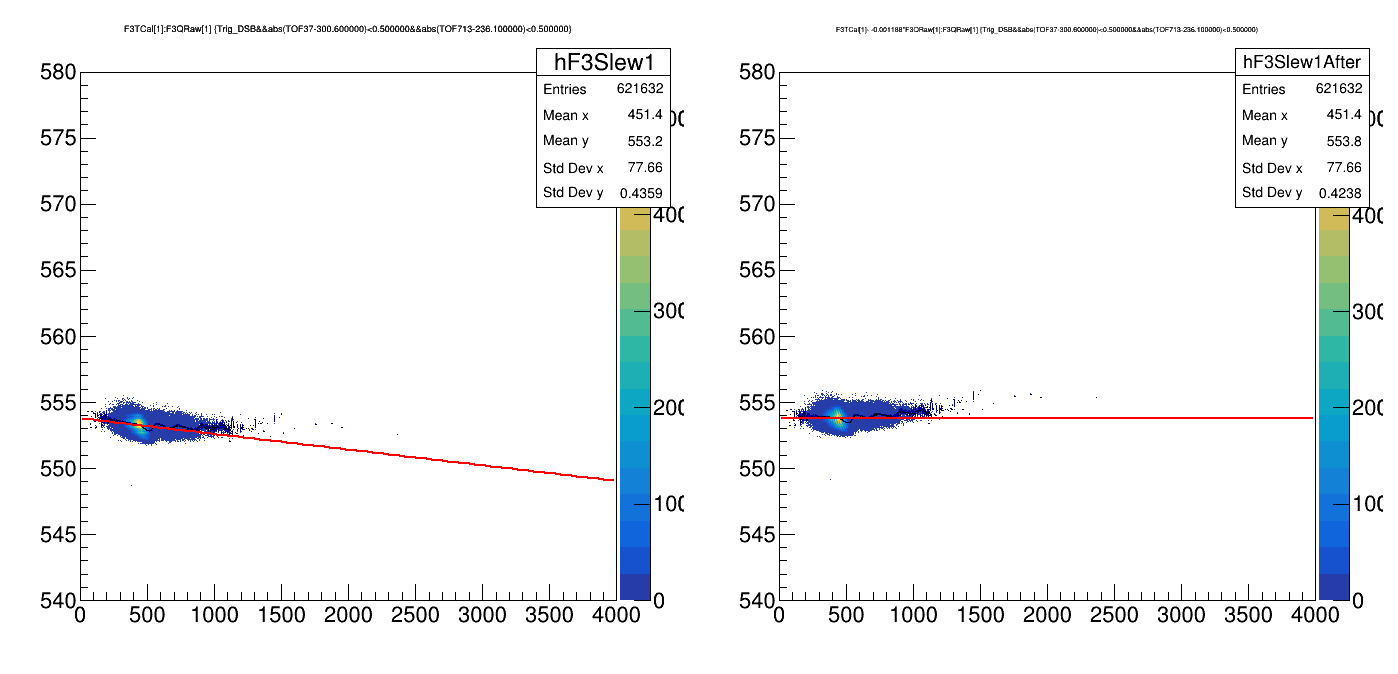 F3TCal[1]:F3QRaw[1] {Trig_DSB&&abs(TOF37-300.600000)<0.500000&&abs(TOF713-236.100000)<0.500000}
hF3Slew1
Entries 621632
Mean x 451.4
Mean y 553.2
Std Dev x 77.66
Std Dev y 0.4359
580
575
570
565
560
555
550
545
540
0 500 1000 1500 2000 2500 3000 3500 4000
400
300
200
100
0
F3TCal[1]- -0.001188*F3QRaw[1]:F3QRaw[1] {Trig_DSB&&abs(TOF37-300.600000)<0.500000&&abs(TOF713-236.100000)<0.500000}
hF3Slew1After
Entries 621632
Mean x 451.4
Mean y 553.8
Std Dev x 77.66
Std Dev y 0.4238
580
575
570
565
560
555
550
545
540
0 500 1000 1500 2000 2500 3000 3500 4000
400
300
200
100
0